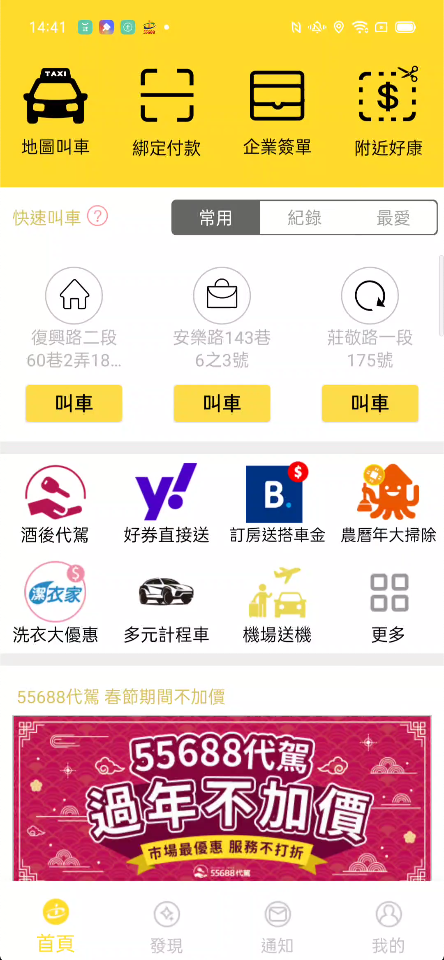 14:41
TAXI
地圖叫車 綁定付款 企業簽單 附近好康
快速叫車 ? 常用 紀錄 最愛
復興路二段 安樂路143巷 莊敬路一段
60巷2弄18... 6之3號 175號
叫車 叫車 叫車
y! B. $
酒後代駕 好券直接送 訂房送搭車金 農曆年大掃除
潔衣家 $
洗衣大優惠 多元計程車 機場送機 更多
55688代駕 春節期間不加價
55688代駕
過年不加價
市場最優惠 服務不打折
55688代駕
首頁 發現 通知 我的